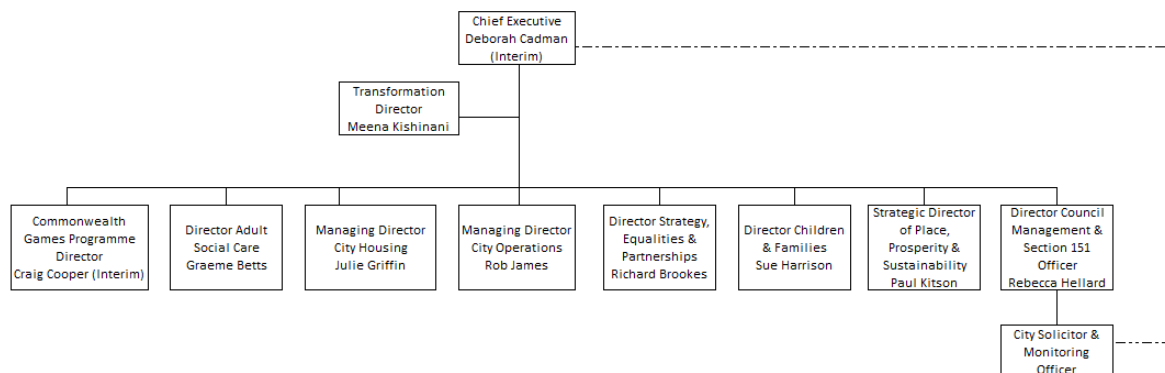 Chief Executive
Deborah Cadman
(Interim)
Transformation
Director
Meena Kishinani
Commonwealth
Games Programme
Director
Craig Cooper (Interim)
Director Adult
Social Care
Graeme Betts
Managing Director
City Housing
Julie Griffin
Managing Director
City Operations
Rob James
Director Strategy,
Equalities &
Partnerships
Richard Brookes
Director Children
& Families
Sue Harrison
Strategic Director
of Place,
Prosperity &
Sustainability
Paul Kitson
Director Council
Management &
Section 151
Officer
Rebecca Hellard
City Solicitor &
Monitoring
Officer